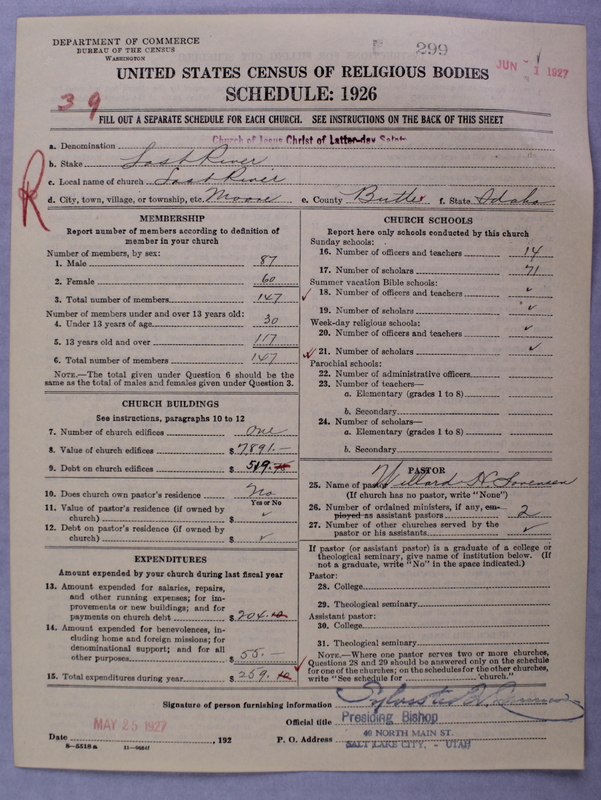 DEPARTMENT OF COMMERCE
BUREAU OF THE CENSUS
WASHINGTON
299
JUN 1 1927
UNITED STATES CENSUS OF RELIGIOUS BODIES
SCHEDULE: 1926
39
FILL OUT A SEPARATE SCHEDULE FOR EACH CHURCH. SEE INSTRUCTIONS ON THE BACK OF THIS SHEET
R
a. Denomination Church of Jesus Christ of Latter-day Saints
b. Stake Lost River
c. Local name of church Lost River
d. City, town, village, or township, etc. Moore e. County Butte f. State Idaho
MEMBERSHIP
Report number of members according to definition of
member in your church
Number of members, by sex:
1. Male 87
2. Female 60
3. Total number of members 147
Number of members under and over 13 years old:
4. Under 13 years of age 30
5. 13 years old and over 117
6. Total number of members 147
NOTE.—The total given under Question 6 should be the
same as the total of males and females given under Question 3.
CHURCH BUILDINGS
See instructions, paragraphs 10 to 12
7. Number of church edifices one
8. Value of church edifices $7891.—
9. Debt on church edifices $519.
10. Does church own pastor's residence No
Yes or No
11. Value of pastor's residence (if owned by
church) $ ✓
12. Debt on pastor's residence (if owned by
church) $ ✓
EXPENDITURES
Amount expended by your church during last fiscal year
13. Amount expended for salaries, repairs,
and other running expenses; for im-
provements or new buildings; and for
payments on church debt $204.
14. Amount expended for benevolences, in-
cluding home and foreign missions; for
denominational support; and for all
other purposes $55.—
15. Total expenditures during year $259.
CHURCH SCHOOLS
Report here only schools conducted by this church
Sunday schools:
16. Number of officers and teachers 14
17. Number of scholars 71
Summer vacation Bible schools:
18. Number of officers and teachers ✓
19. Number of scholars ✓
Week-day religious schools:
20. Number of officers and teachers ✓
21. Number of scholars ✓
Parochial schools:
22. Number of administrative officers
23. Number of teachers—
a. Elementary (grades 1 to 8)
b. Secondary
24. Number of scholars—
a. Elementary (grades 1 to 8)
b. Secondary
PASTOR
25. Name of pastor Willard N. Sorensen
(If church has no pastor, write "None")
26. Number of ordained ministers, if any, em-
ployed as assistant pastors 2
27. Number of other churches served by the
pastor or his assistants ✓
If pastor (or assistant pastor) is a graduate of a college or
theological seminary, give name of institution below. (If
not a graduate, write "No" in the space indicated.)
Pastor:
28. College
29. Theological seminary
Assistant pastor:
30. College
31. Theological seminary
NOTE.—Where one pastor serves two or more churches,
Questions 28 and 29 should be answered only on the schedule
for one of the churches; on the schedules for the other churches,
write "See schedule for church."
Signature of person furnishing information Sylvester Q. Cannon
Official title Presiding Bishop
MAY 25 1927
Date , 192 P. O. Address 40 NORTH MAIN ST.
SALT LAKE CITY, - UTAH
8—5518a